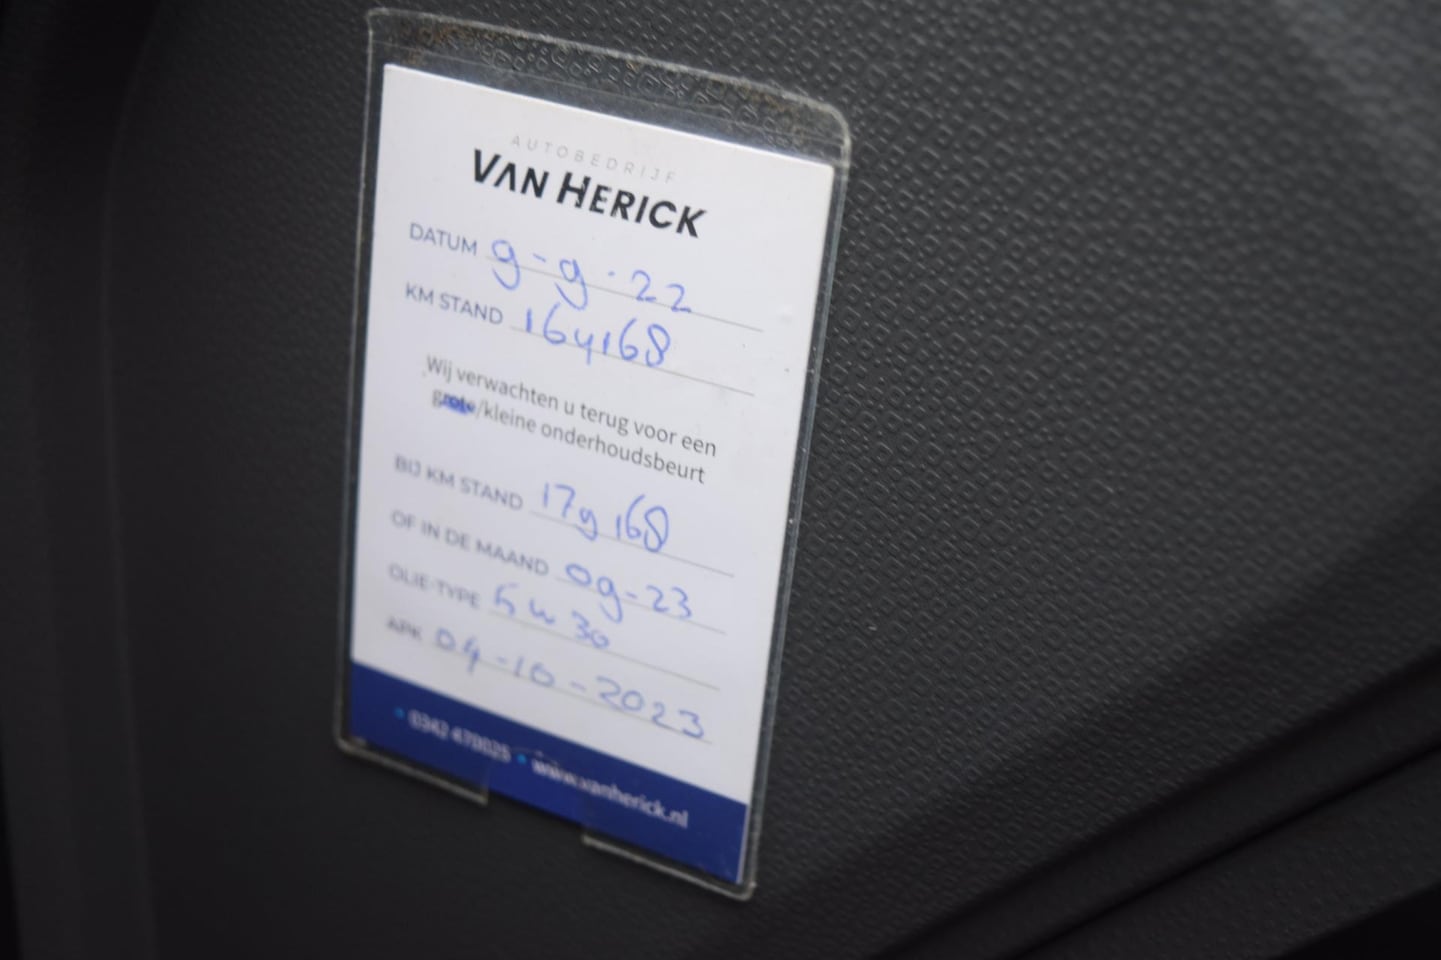 AUTOBEDRIJF
VAN HERICK
DATUM 9-9-22
KM STAND 164168
Wij verwachten u terug voor een
grote/kleine onderhoudsbeurt
BIJ KM STAND 179168
OF IN DE MAAND 09-23
OLIE-TYPE 5w30
APK 04-10-2023
• 0342 470025 • www.vanherick.nl